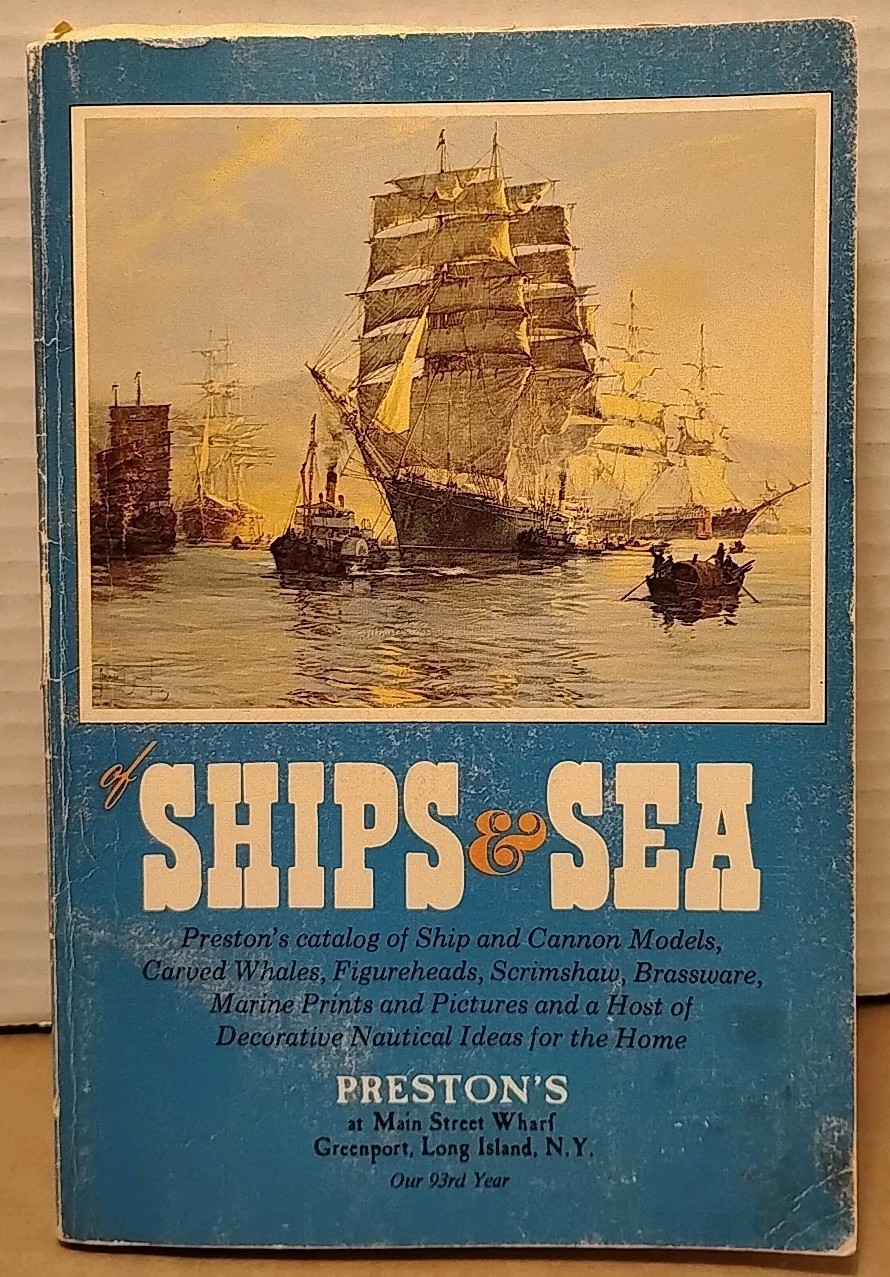 of
SHIPS & SEA
Preston's catalog of Ship and Cannon Models,
Carved Whales, Figureheads, Scrimshaw, Brassware,
Marine Prints and Pictures and a Host of
Decorative Nautical Ideas for the Home
PRESTON'S
at Main Street Wharf
Greenport, Long Island, N.Y.
Our 93rd Year